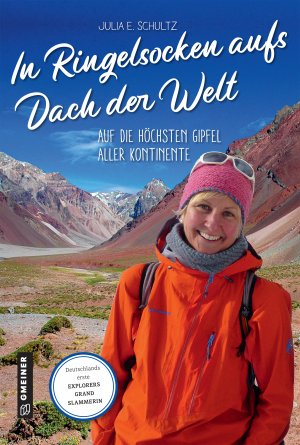 JULIA E. SCHULTZ
In Ringelsocken aufs
Dach der Welt
AUF DIE HÖCHSTEN GIPFEL
ALLER KONTINENTE
Deutschlands
erste
EXPLORERS
GRAND
SLAMMERIN
GMEINER